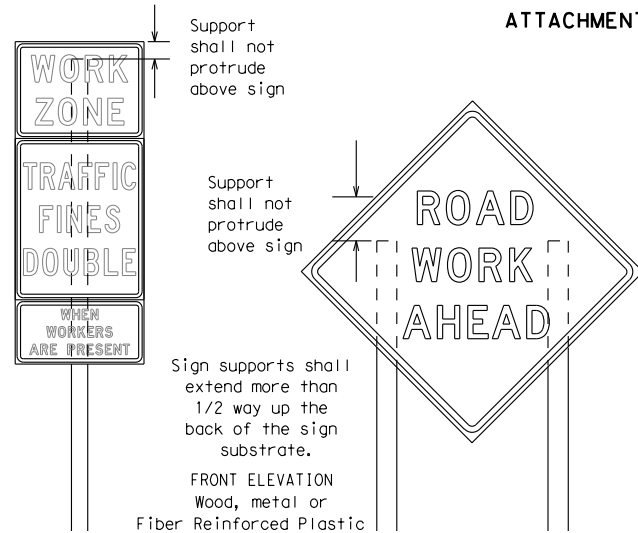 ATTACHMENT
Support
shall not
protrude
above sign
WORK
ZONE
TRAFFIC
FINES
DOUBLE
WHEN
WORKERS
ARE PRESENT
Support
shall not
protrude
above sign
ROAD
WORK
AHEAD
Sign supports shall
extend more than
1/2 way up the
back of the sign
substrate.
FRONT ELEVATION
Wood, metal or
Fiber Reinforced Plastic